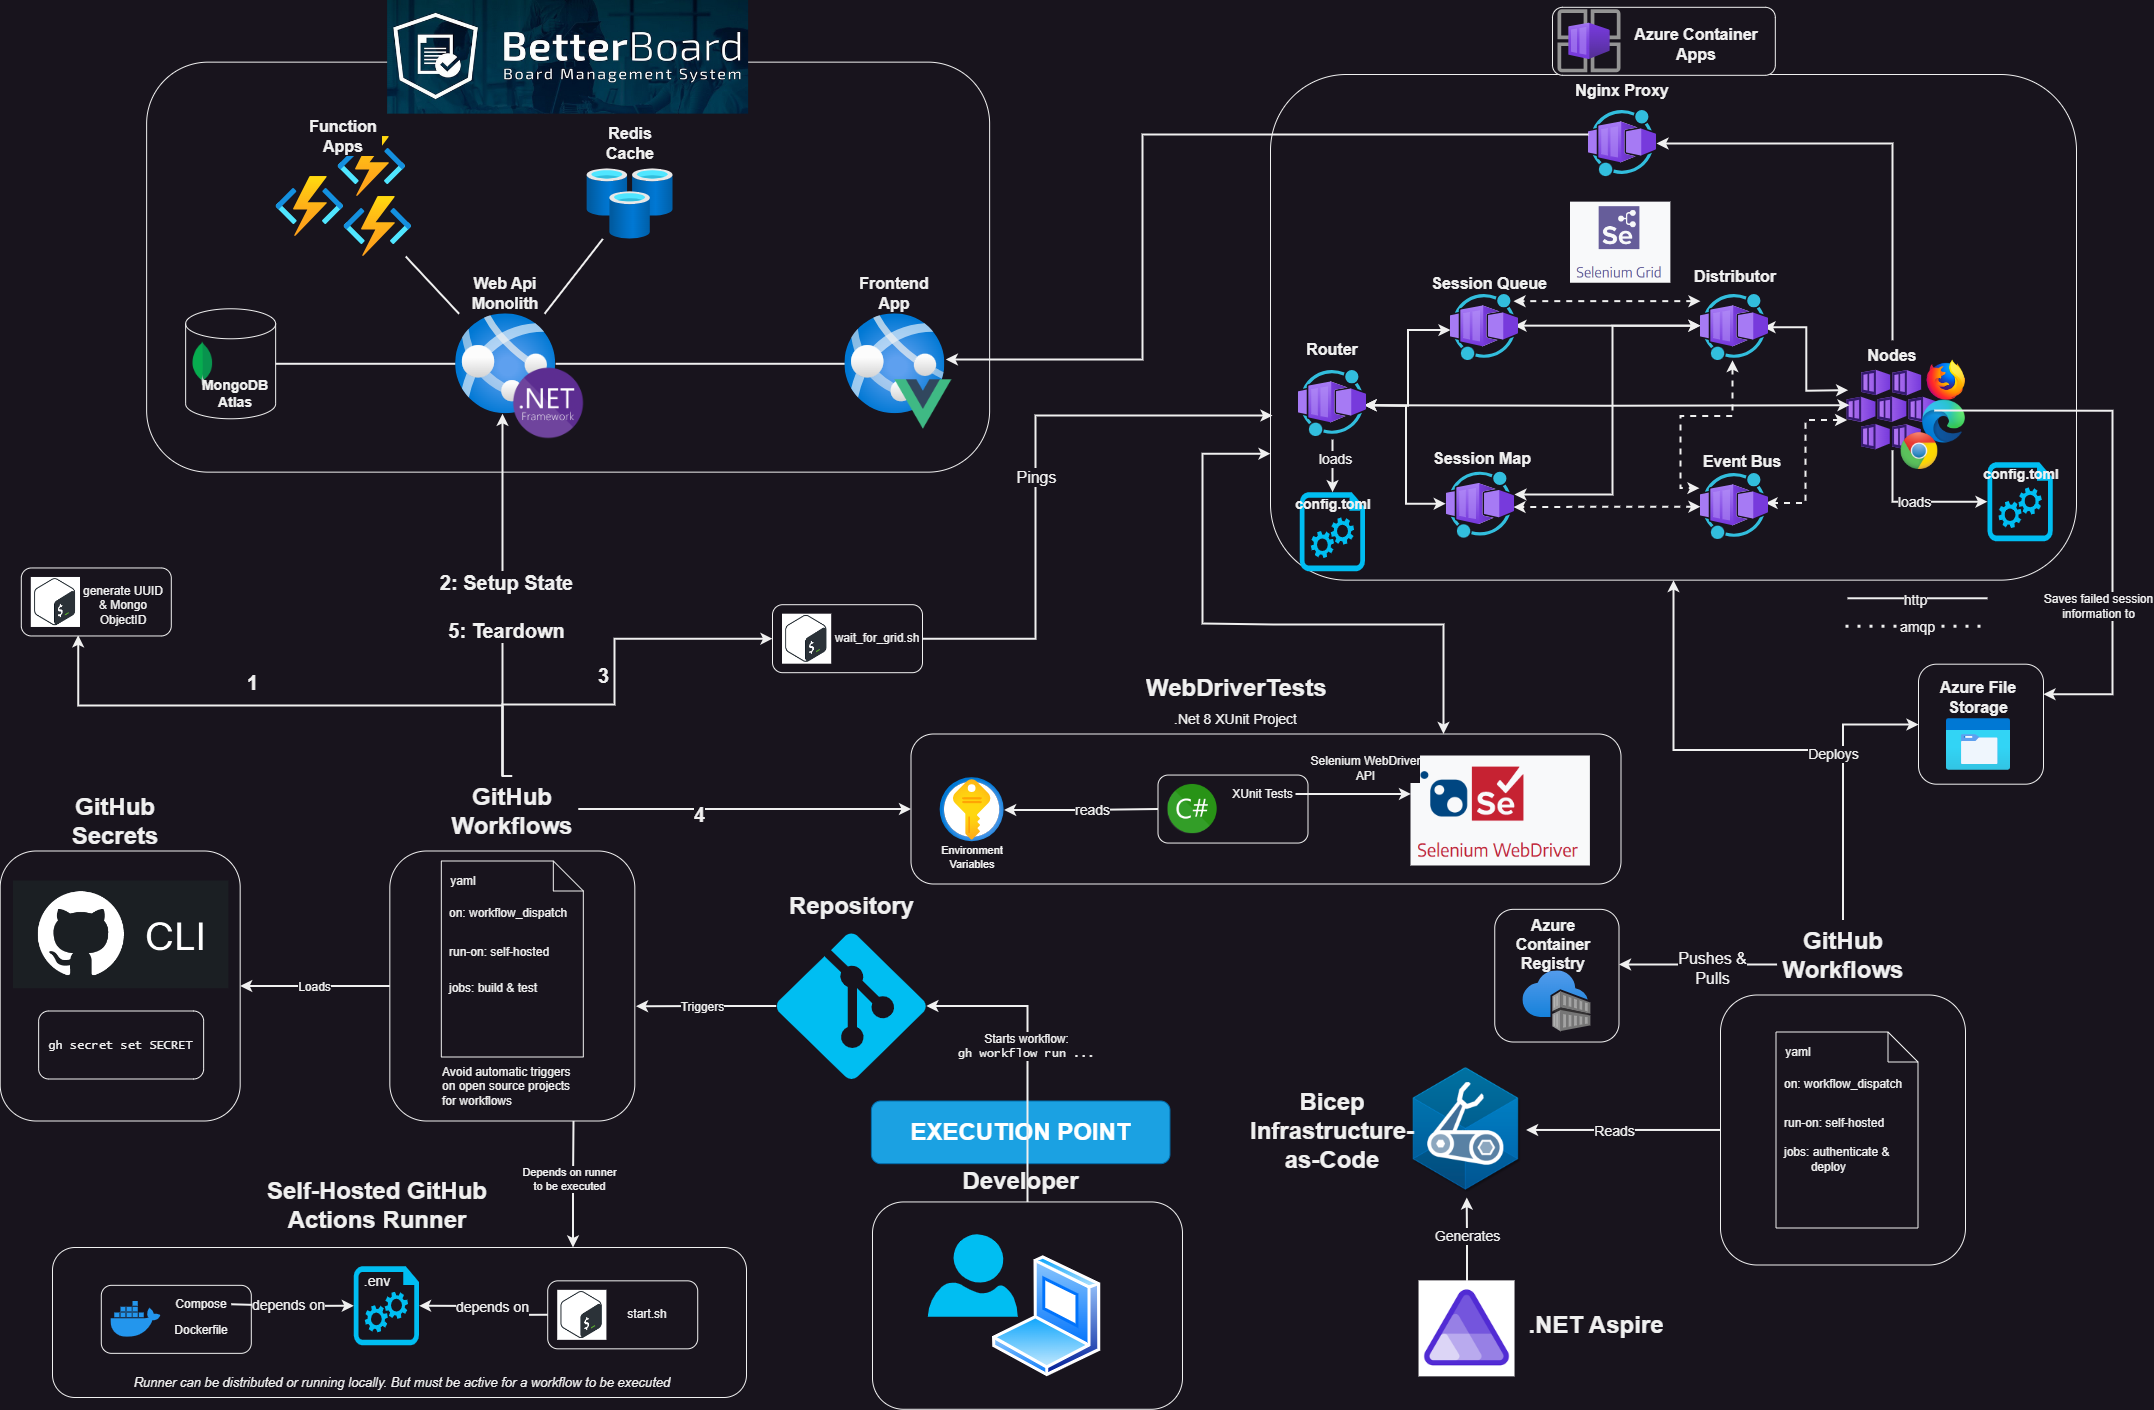 BetterBoard
Board Management System
Function
Apps
Redis
Cache
Web Api
Monolith
Frontend
App
MongoDB
Atlas
.NET
Framework
Azure Container
Apps
Nginx Proxy
Se
Selenium Grid
Session Queue
Distributor
Router
Nodes
loads
config.toml
Session Map
Event Bus
config.toml
loads
Pings
http
amqp
Saves failed session
information to
generate UUID
& Mongo
ObjectID
2: Setup State
5: Teardown
1
3
wait_for_grid.sh
WebDriverTests
.Net 8 XUnit Project
Azure File
Storage
Deploys
GitHub
Secrets
GitHub
Workflows
4
Environment
Variables
reads
C#
XUnit Tests
Selenium WebDriver
API
Se
Selenium WebDriver
CLI
gh secret set SECRET
Loads
yaml
on: workflow_dispatch
run-on: self-hosted
jobs: build & test
Avoid automatic triggers
on open source projects
for workflows
Triggers
Repository
Starts workflow:
gh workflow run ...
EXECUTION POINT
Developer
Azure
Container
Registry
Pushes &
Pulls
GitHub
Workflows
yaml
on: workflow_dispatch
run-on: self-hosted
jobs: authenticate &
deploy
Bicep
Infrastructure-
as-Code
Reads
Generates
.NET Aspire
Depends on runner
to be executed
Self-Hosted GitHub
Actions Runner
Compose
Dockerfile
depends on
.env
depends on
$
start.sh
Runner can be distributed or running locally. But must be active for a workflow to be executed